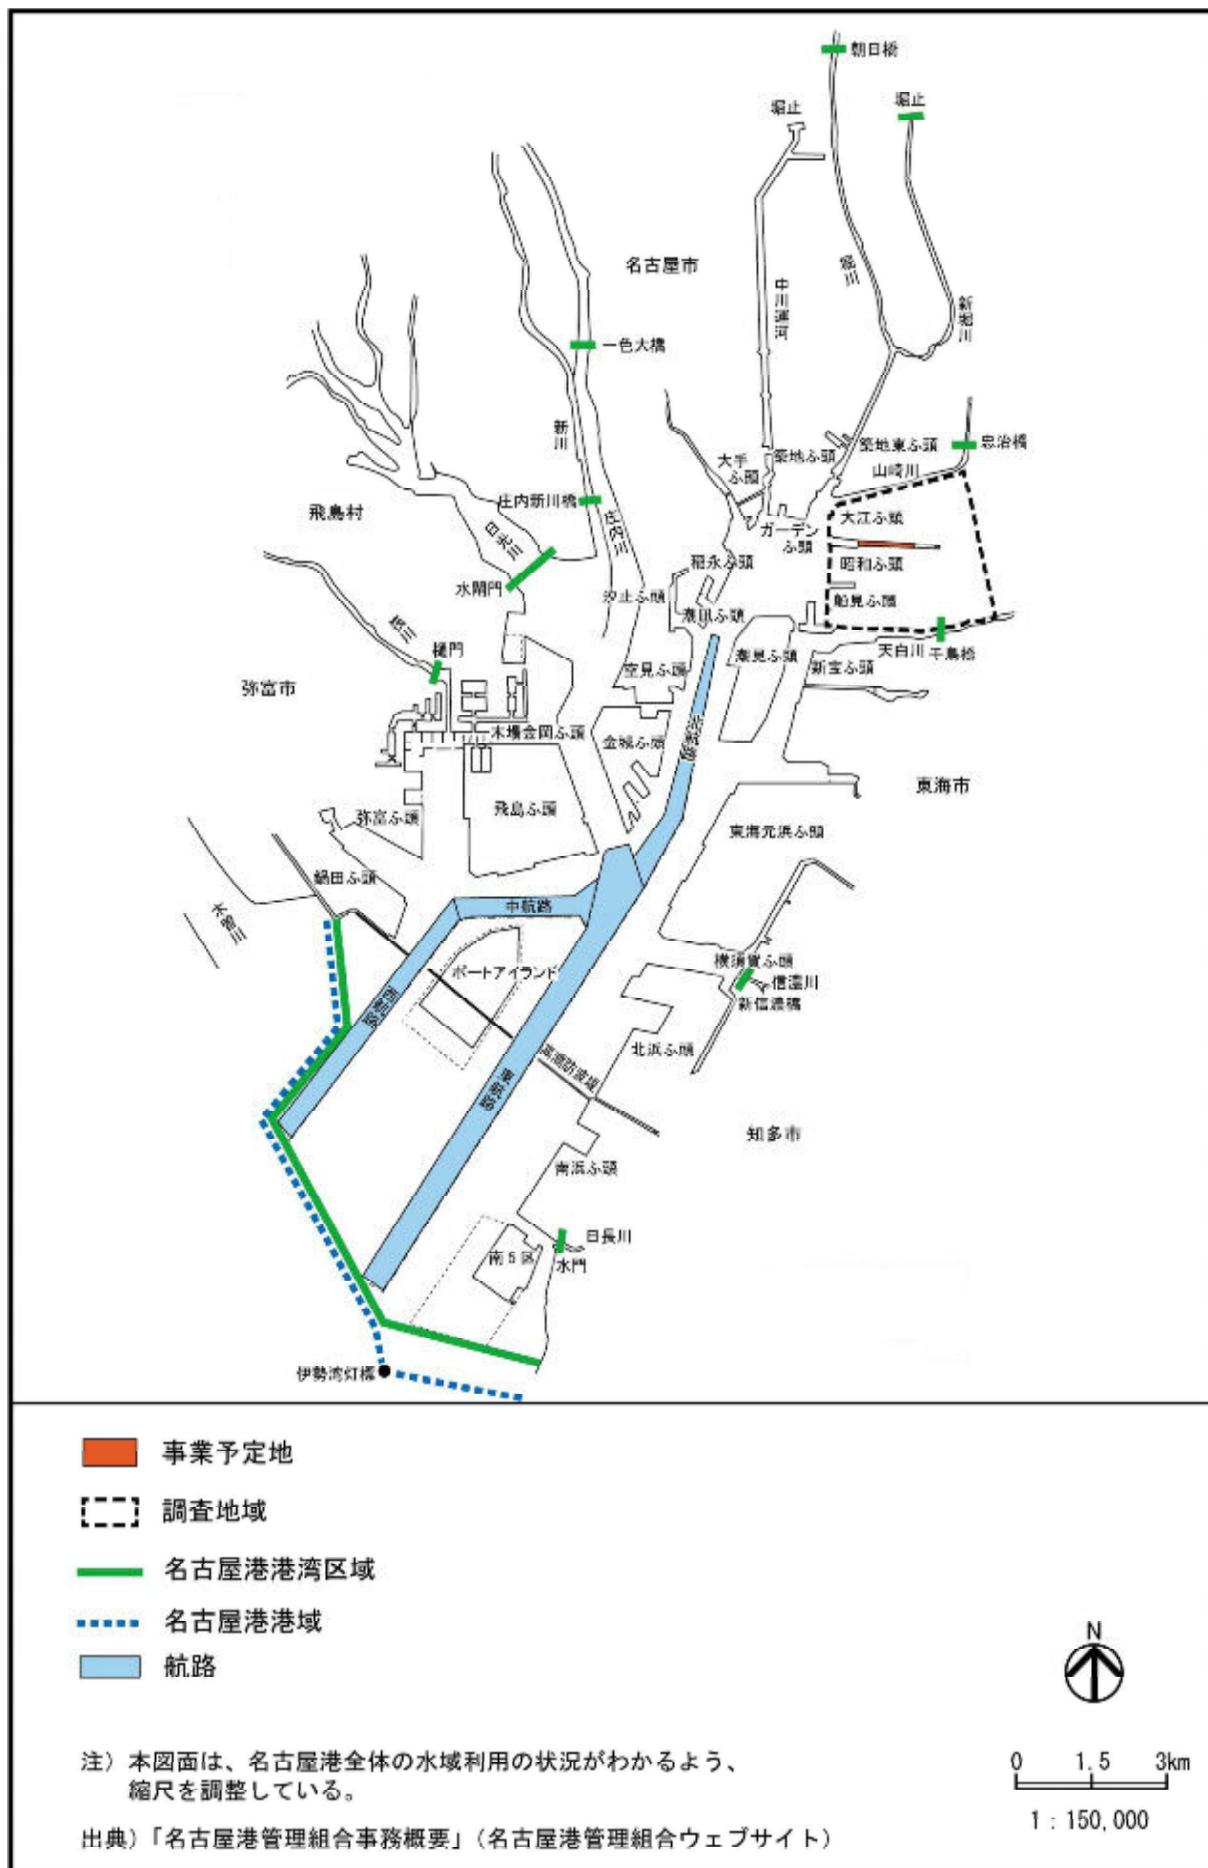 朝日橋
堀止
堀止
名古屋市
堀川
中川運河
新堀川
一色大橋
新川
大手
ふ頭
築地ふ頭
築地東ふ頭
忠治橋
山崎川
庄内新川橋
庄内川
飛島村
日光川
大江ふ頭
ガーデン
ふ頭
昭和ふ頭
稲永ふ頭
水閘門
汐止ふ頭
船見ふ頭
潮凪ふ頭
樋門
天白川
千鳥橋
潮見ふ頭
新宝ふ頭
空見ふ頭
弥富市
木場金岡ふ頭
金城ふ頭
北航路
東海市
弥富ふ頭
飛島ふ頭
東海元浜ふ頭
鍋田ふ頭
木曽川
中航路
横須賀ふ頭
ポートアイランド
信濃川
新信濃橋
西航路
北浜ふ頭
高潮防波堤
東航路
知多市
南浜ふ頭
日長川
南5区
水門
伊勢湾灯標
事業予定地
調査地域
名古屋港港湾区域
名古屋港港域
航路
N
注）本図面は、名古屋港全体の水域利用の状況がわかるよう、
縮尺を調整している。
0 1.5 3km
1：150,000
出典）「名古屋港管理組合事務概要」（名古屋港管理組合ウェブサイト）